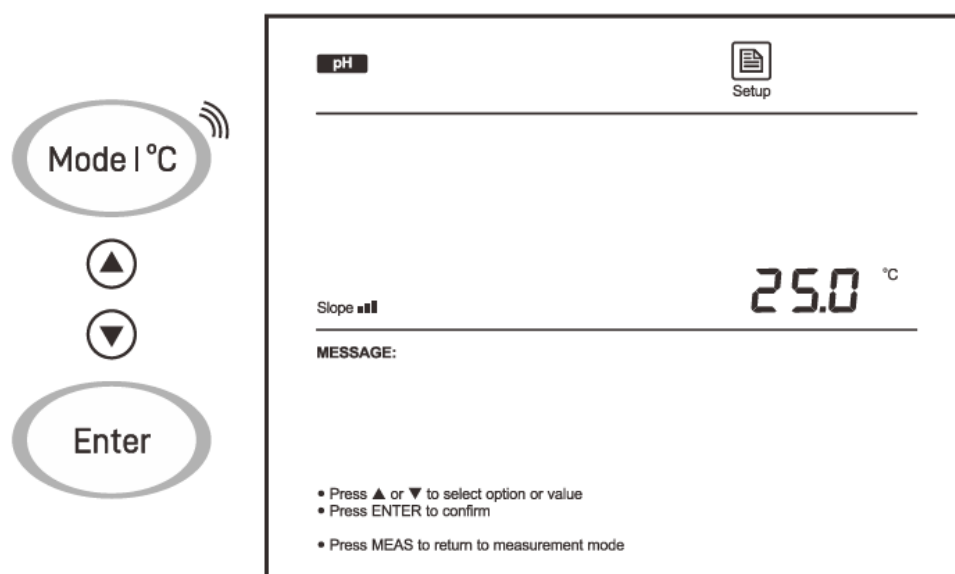 Mode | °C
Enter
pH
Setup
25.0 °C
Slope
MESSAGE:
• Press ▲ or ▼ to select option or value
• Press ENTER to confirm
• Press MEAS to return to measurement mode